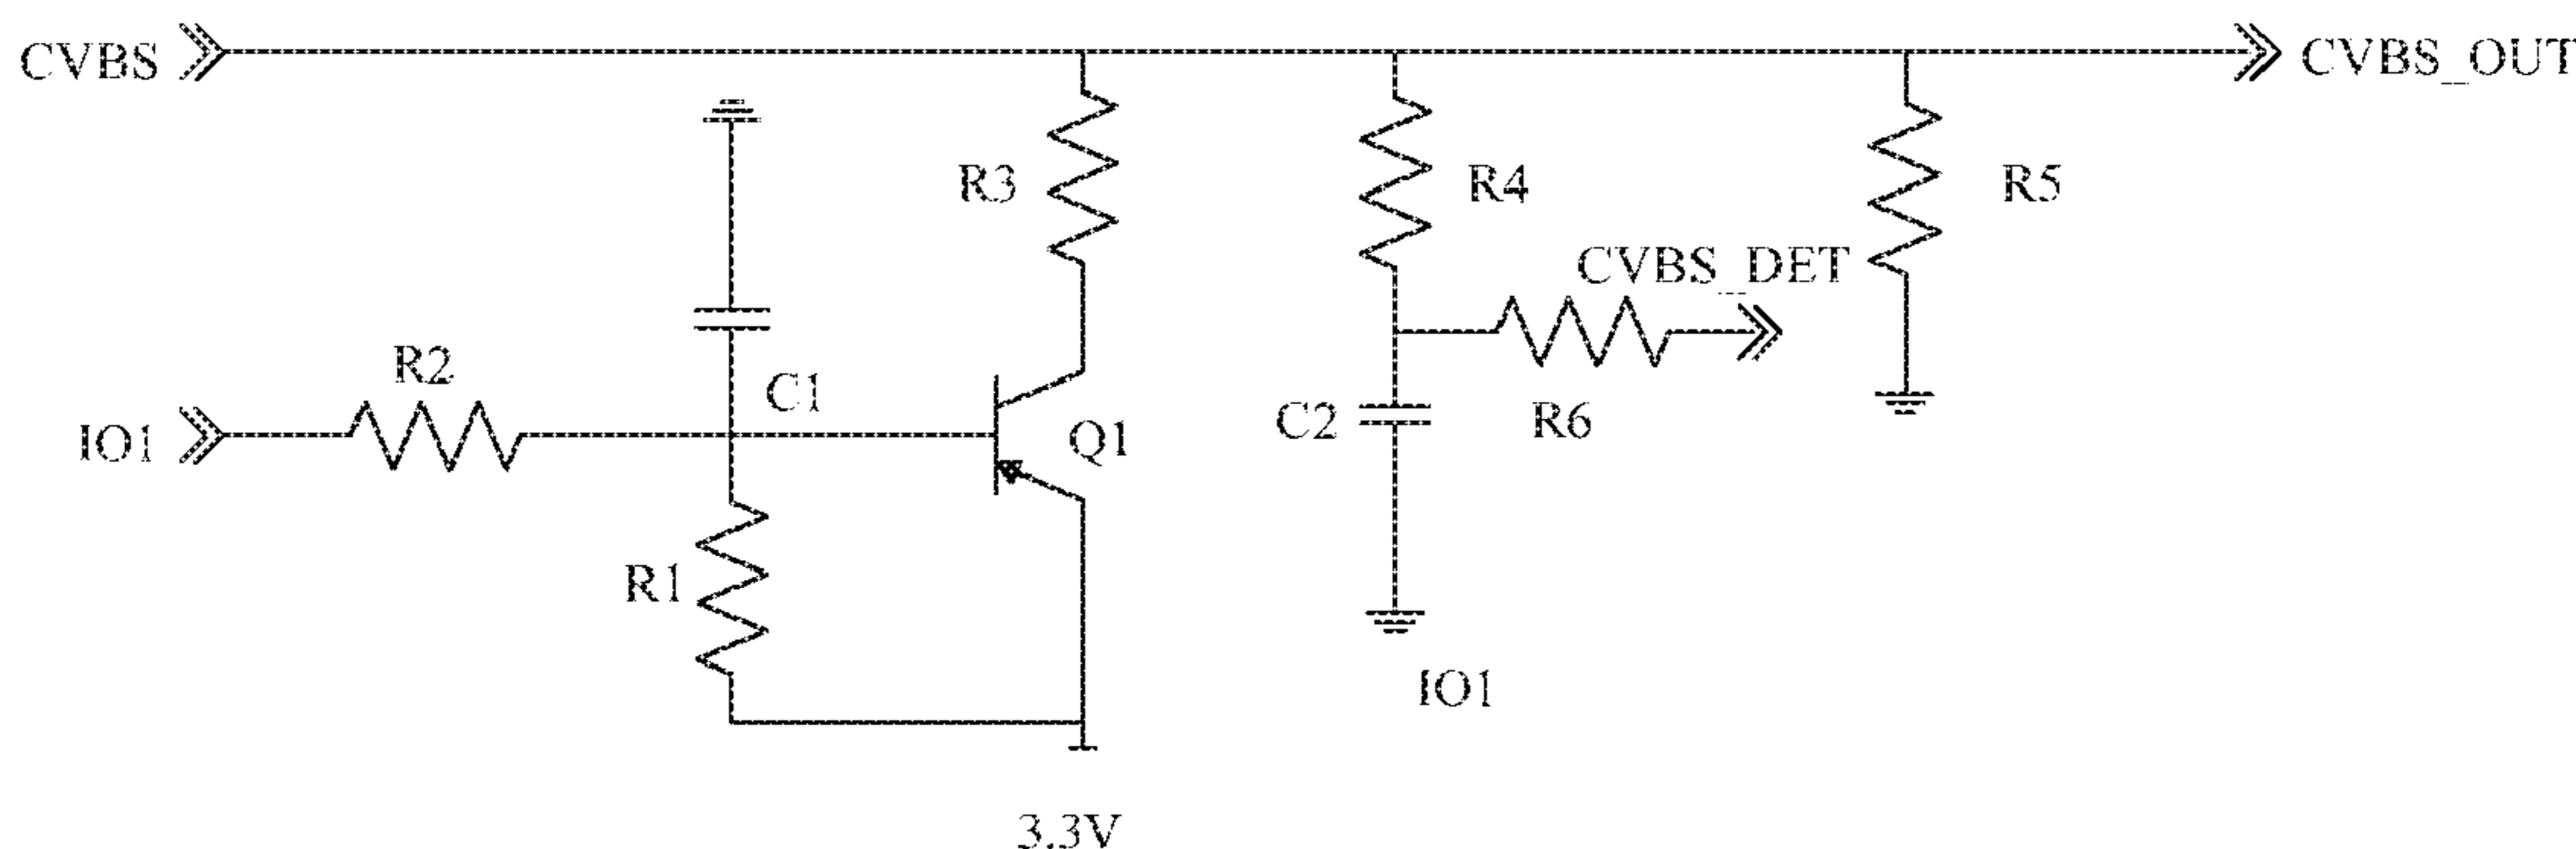 CVBS
CVBS_OUT
R3
R4
R5
CVBS_DET
R2
C1
IO1
Q1
C2
R6
R1
IO1
3.3V